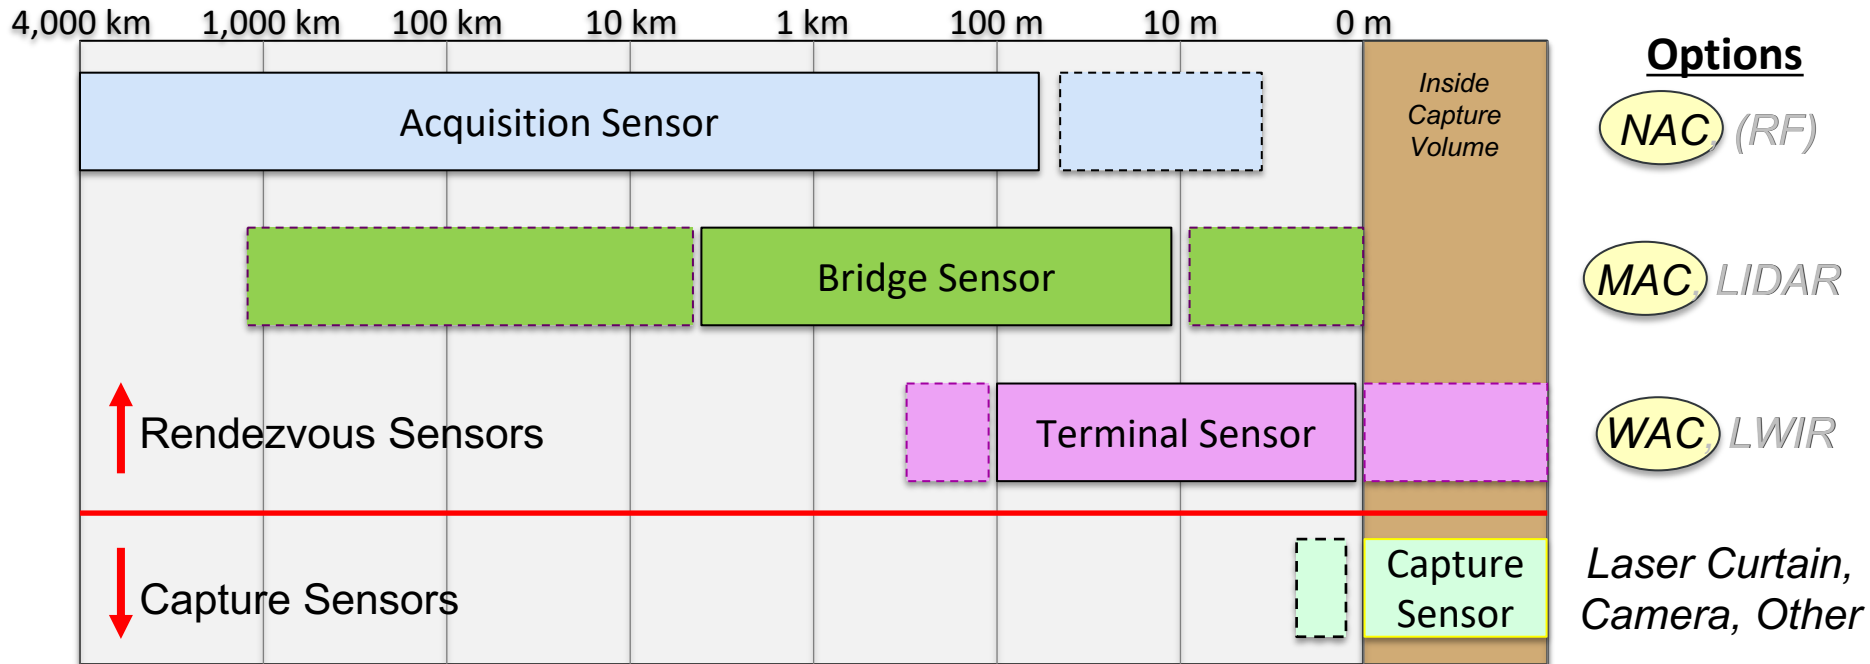 4,000 km 1,000 km 100 km 10 km 1 km 100 m 10 m 0 m
Options
Acquisition Sensor
Inside
Capture
Volume
NAC, (RF)
Bridge Sensor
MAC, LIDAR
Rendezvous Sensors
Terminal Sensor
WAC, LWIR
Capture Sensors
Capture
Sensor
Laser Curtain,
Camera, Other